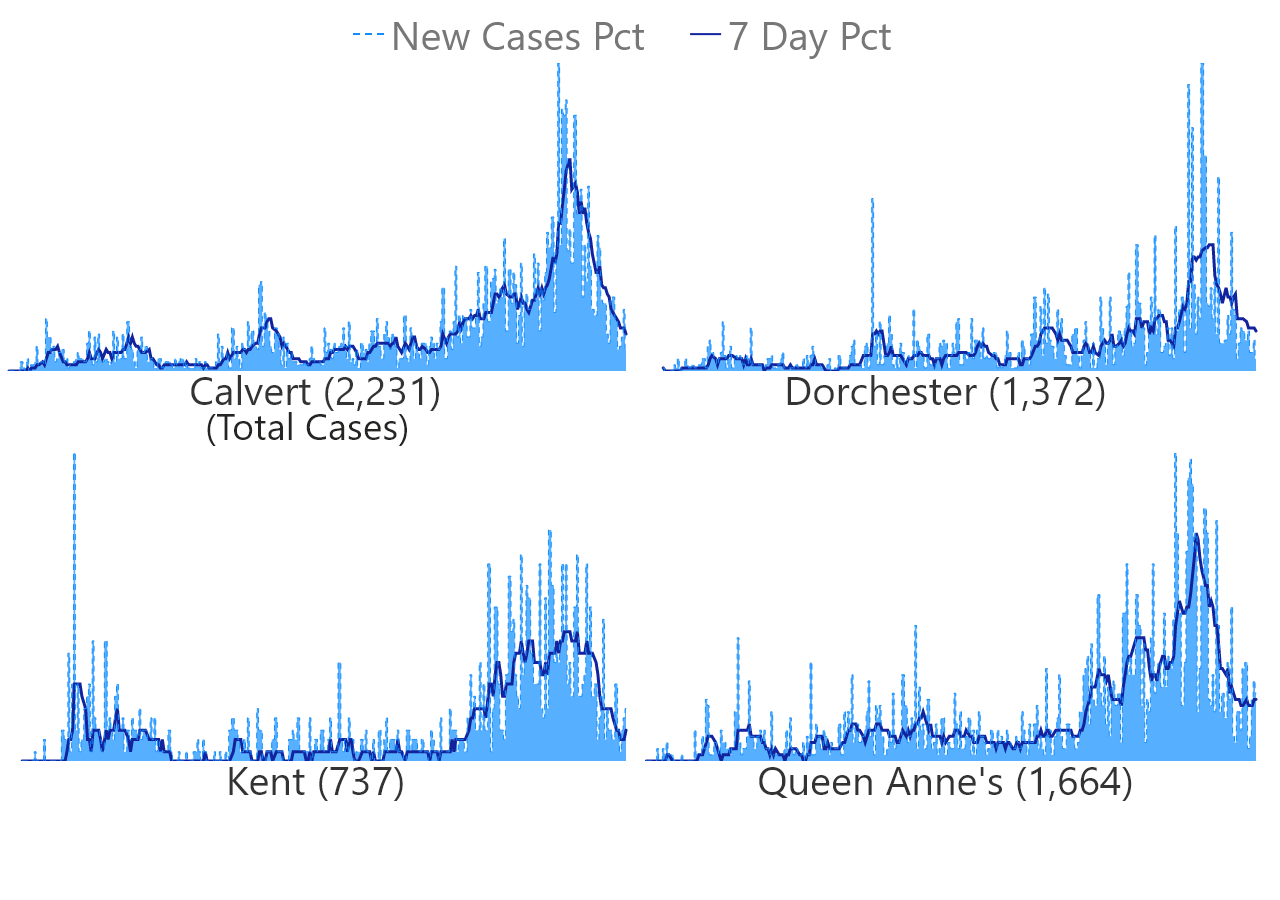 New Cases Pct 7 Day Pct
Calvert (2,231)
(Total Cases)
Dorchester (1,372)
Kent (737)
Queen Anne's (1,664)